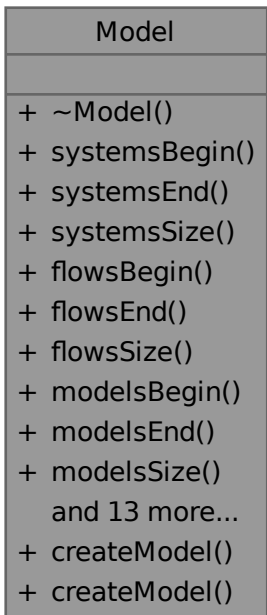 Model
+ ~Model()
+ systemsBegin()
+ systemsEnd()
+ systemsSize()
+ flowsBegin()
+ flowsEnd()
+ flowsSize()
+ modelsBegin()
+ modelsEnd()
+ modelsSize()
and 13 more...
+ createModel()
+ createModel()